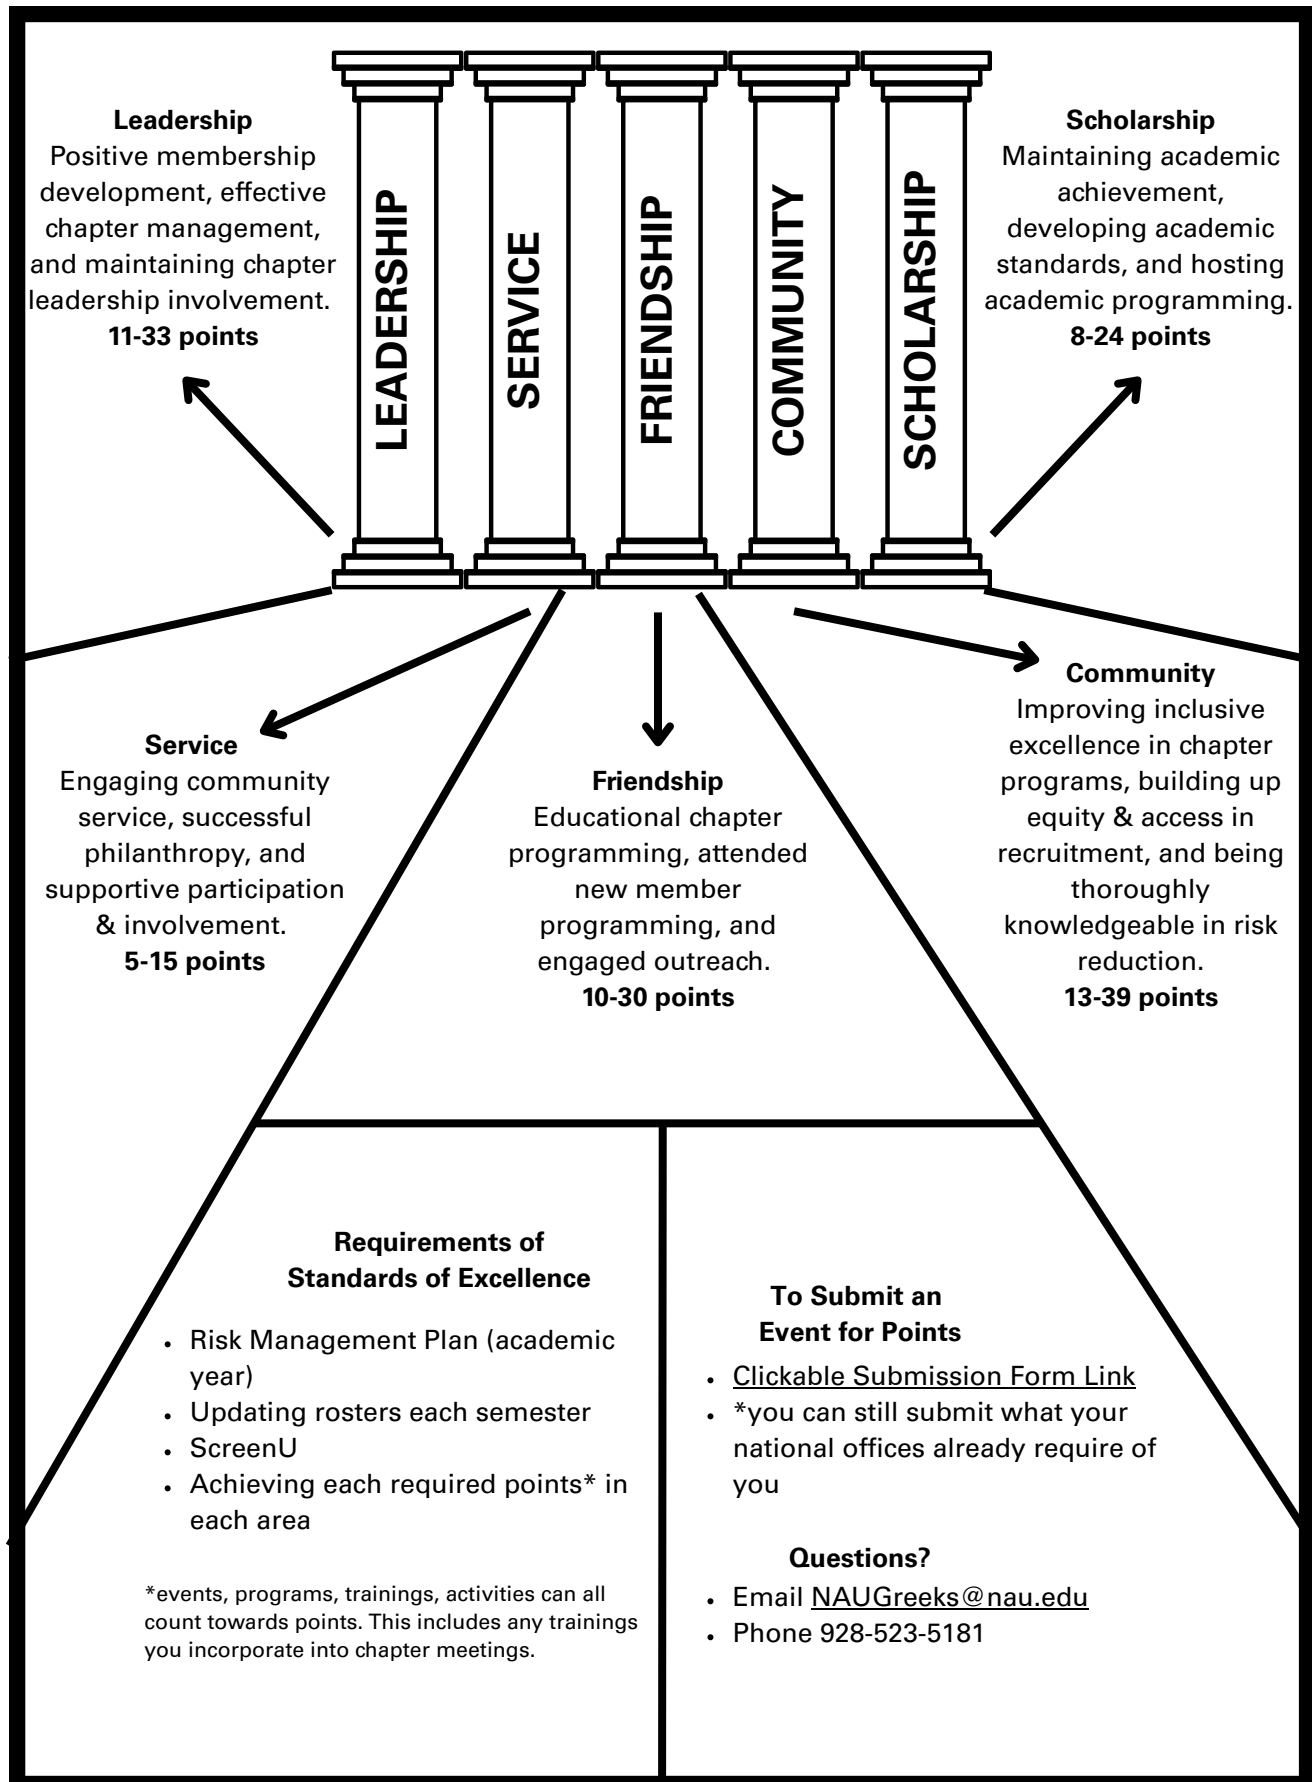 LEADERSHIP
SERVICE
FRIENDSHIP
COMMUNITY
SCHOLARSHIP
Leadership
Positive membership
development, effective
chapter management,
and maintaining chapter
leadership involvement.
11-33 points
Scholarship
Maintaining academic
achievement,
developing academic
standards, and hosting
academic programming.
8-24 points
Service
Engaging community
service, successful
philanthropy, and
supportive participation
& involvement.
5-15 points
Friendship
Educational chapter
programming, attended
new member
programming, and
engaged outreach.
10-30 points
Community
Improving inclusive
excellence in chapter
programs, building up
equity & access in
recruitment, and being
thoroughly
knowledgeable in risk
reduction.
13-39 points
Requirements of
Standards of Excellence
• Risk Management Plan (academic
year)
• Updating rosters each semester
• ScreenU
• Achieving each required points* in
each area
*events, programs, trainings, activities can all
count towards points. This includes any trainings
you incorporate into chapter meetings.
To Submit an
Event for Points
• Clickable Submission Form Link
• *you can still submit what your
national offices already require of
you
Questions?
• Email NAUGreeks@nau.edu
• Phone 928-523-5181